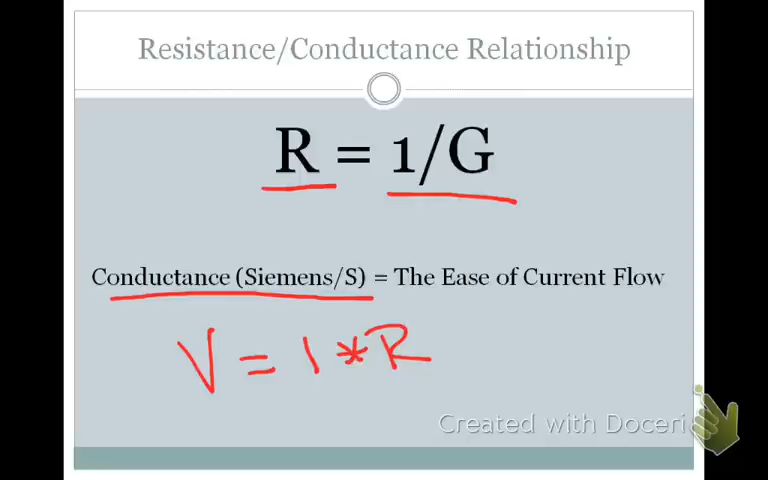 Resistance/Conductance Relationship
R = 1/G
Conductance (Siemens/S) = The Ease of Current Flow
V = I * R
Created with Doceri